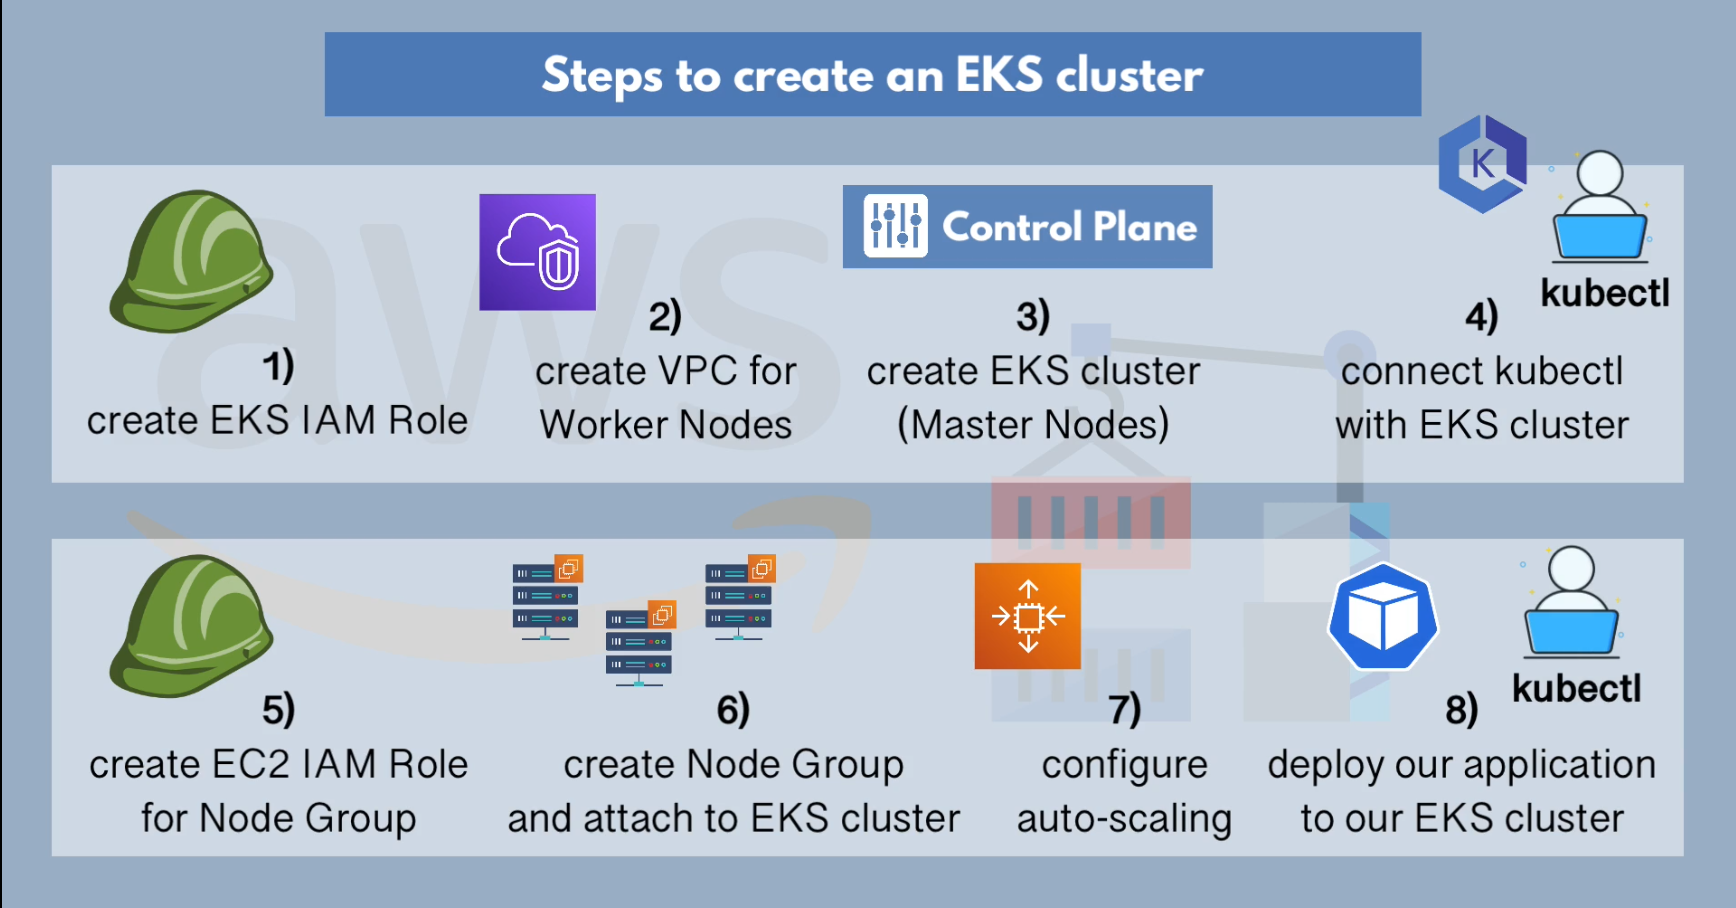 Steps to create an EKS cluster
aws
K
Control Plane
kubectl
1)
create EKS IAM Role
2)
create VPC for
Worker Nodes
3)
create EKS cluster
(Master Nodes)
4)
connect kubectl
with EKS cluster
5)
create EC2 IAM Role
for Node Group
6)
create Node Group
and attach to EKS cluster
7)
configure
auto-scaling
kubectl
8)
deploy our application
to our EKS cluster